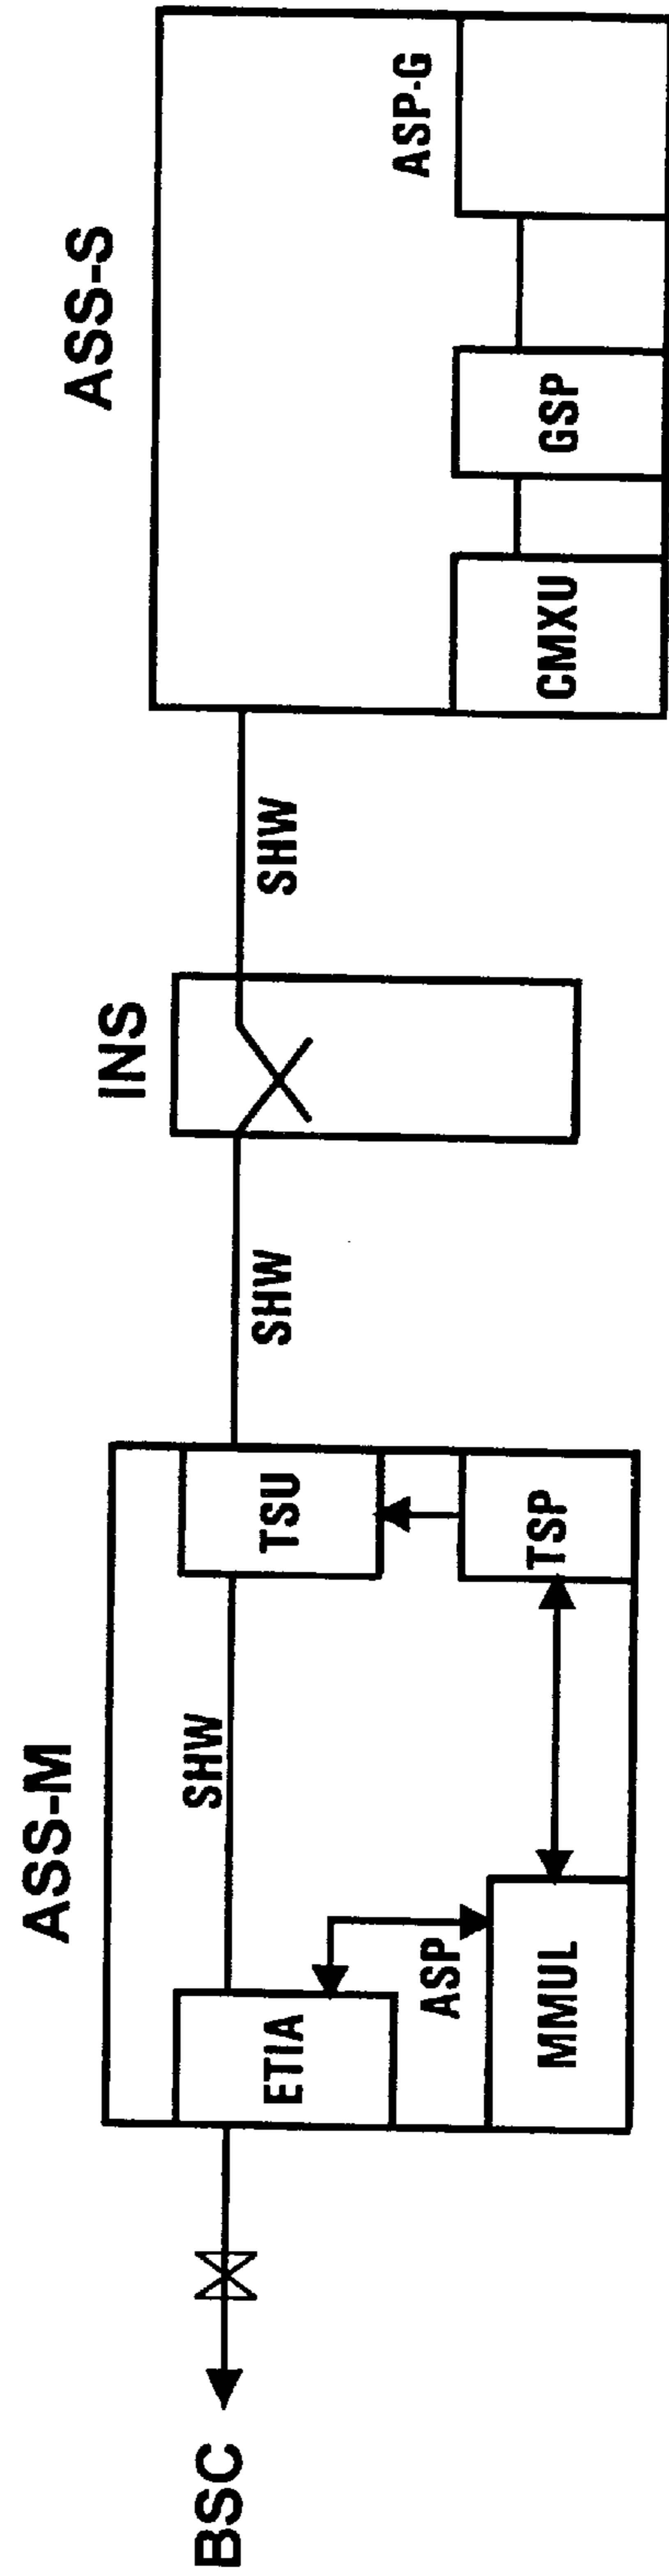 BSC
ASS-M
ETIA
SHW
TSU
ASP
MMUL
TSP
SHW
INS
SHW
ASS-S
ASP-G
CMXU
GSP